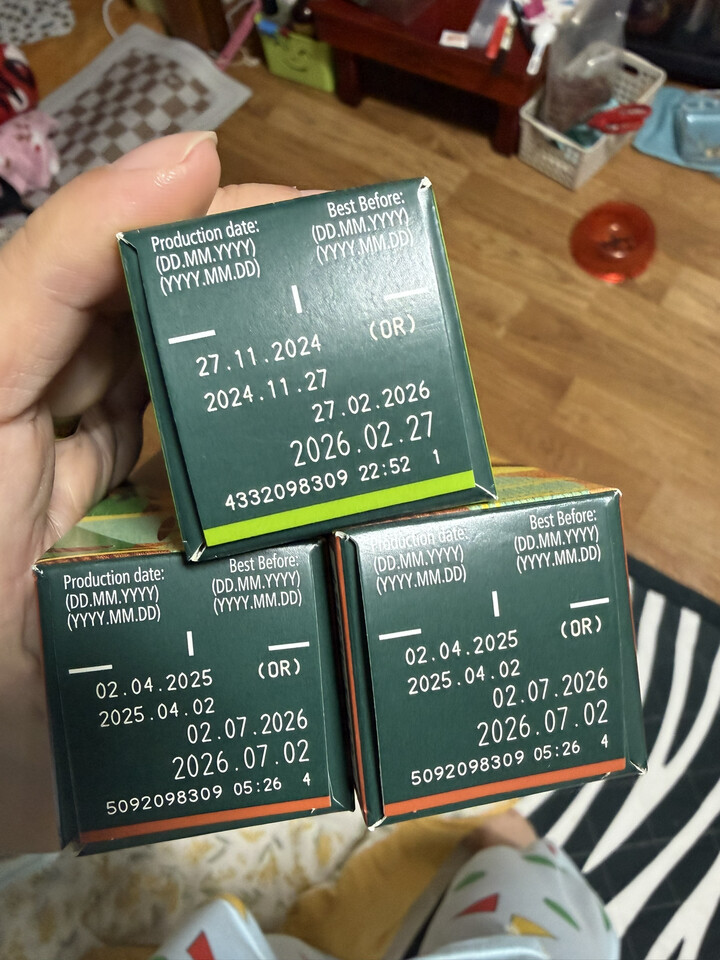 Production date:
(DD.MM.YYYY)
(YYYY.MM.DD)
Best Before:
(DD.MM.YYYY)
(YYYY.MM.DD)
(OR)
27.11.2024
2024.11.27
27.02.2026
2026.02.27
4332098309 22:52 1
Production date:
(DD.MM.YYYY)
(YYYY.MM.DD)
Best Before:
(DD.MM.YYYY)
(YYYY.MM.DD)
(OR)
02.04.2025
2025.04.02
02.07.2026
2026.07.02
5092098309 05:26 4
Production date:
(DD.MM.YYYY)
(YYYY.MM.DD)
Best Before:
(DD.MM.YYYY)
(YYYY.MM.DD)
(OR)
02.04.2025
2025.04.02
02.07.2026
2026.07.02
5092098309 05:26 4